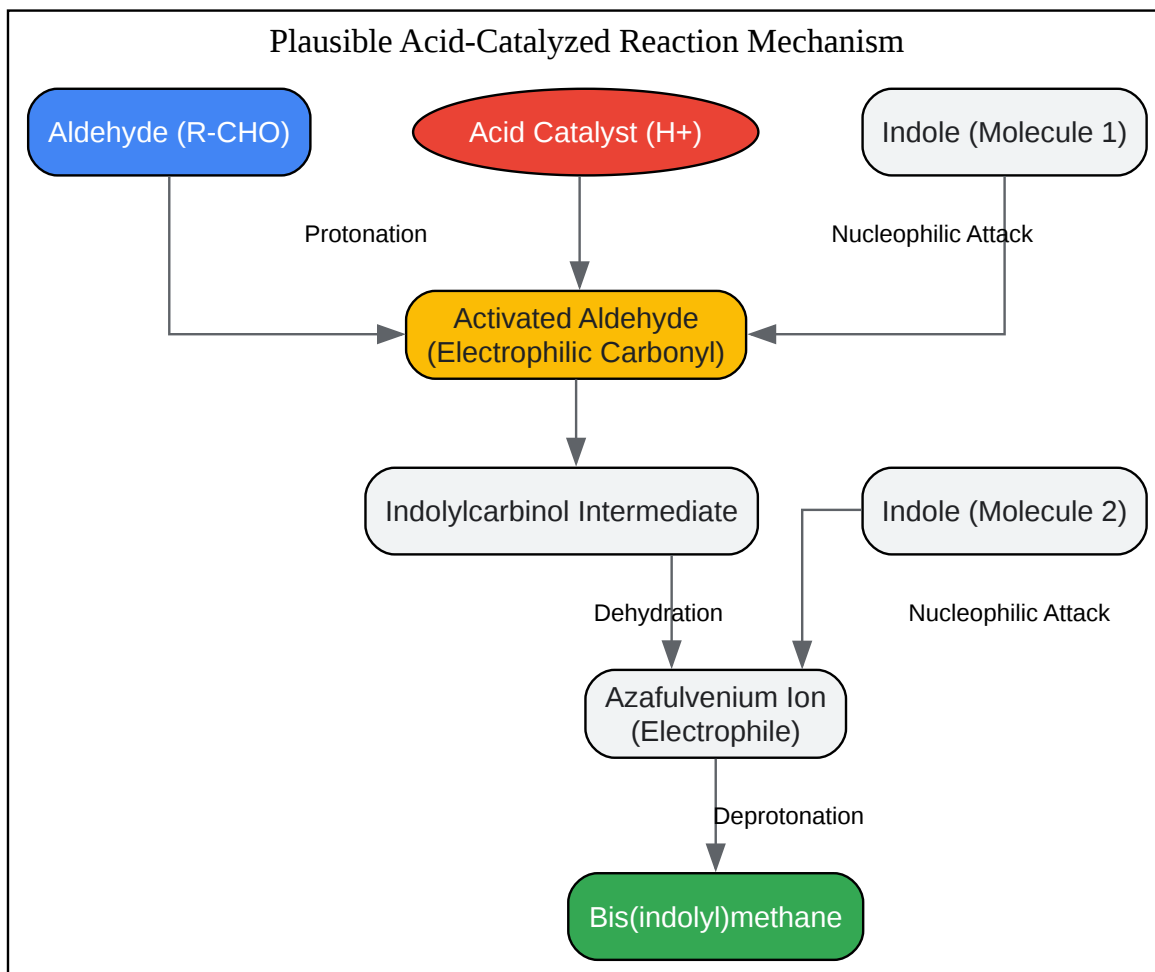 Plausible Acid-Catalyzed Reaction Mechanism
Aldehyde (R-CHO)
Acid Catalyst (H+)
Indole (Molecule 1)
Protonation
Nucleophilic Attack
Activated Aldehyde
(Electrophilic Carbonyl)
Indolylcarbinol Intermediate
Indole (Molecule 2)
Dehydration
Nucleophilic Attack
Azafulvenium Ion
(Electrophile)
Deprotonation
Bis(indolyl)methane